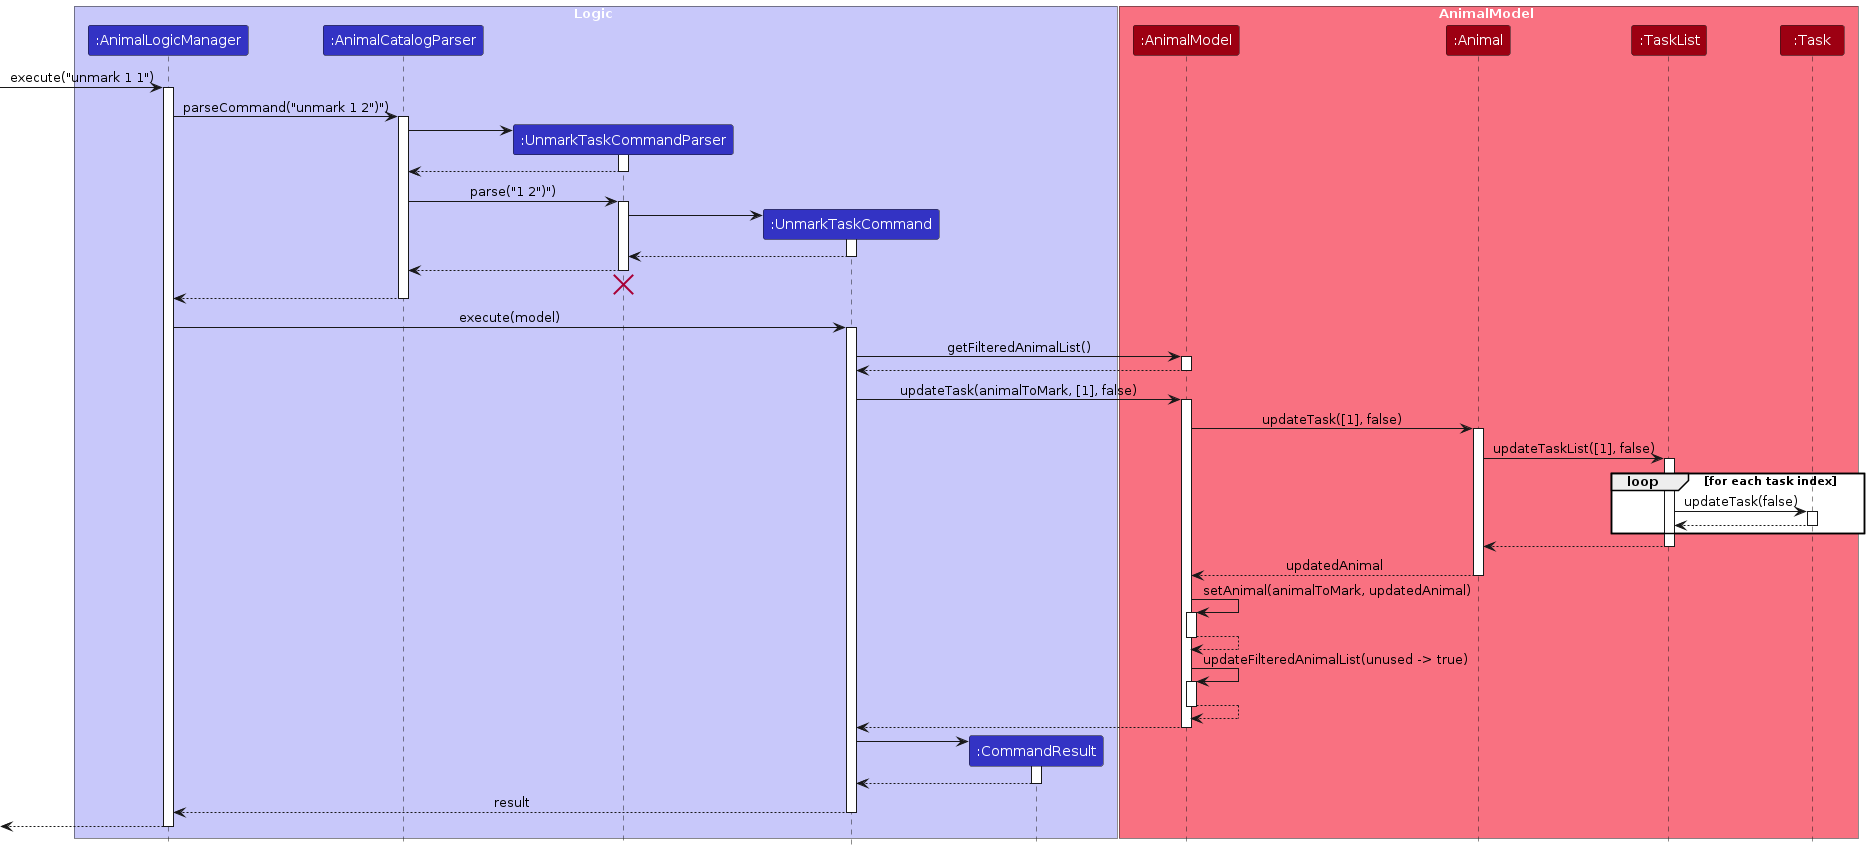 Logic
AnimalModel
:AnimalLogicManager
:AnimalCatalogParser
:AnimalModel
:Animal
:TaskList
:Task
execute("unmark 1 1")
parseCommand("unmark 1 2")")
:UnmarkTaskCommandParser
parse("1 2")")
:UnmarkTaskCommand
execute(model)
getFilteredAnimalList()
updateTask(animalToMark, [1], false)
updateTask([1], false)
updateTaskList([1], false)
loop [for each task index]
updateTask(false)
updatedAnimal
setAnimal(animalToMark, updatedAnimal)
updateFilteredAnimalList(unused -> true)
:CommandResult
result